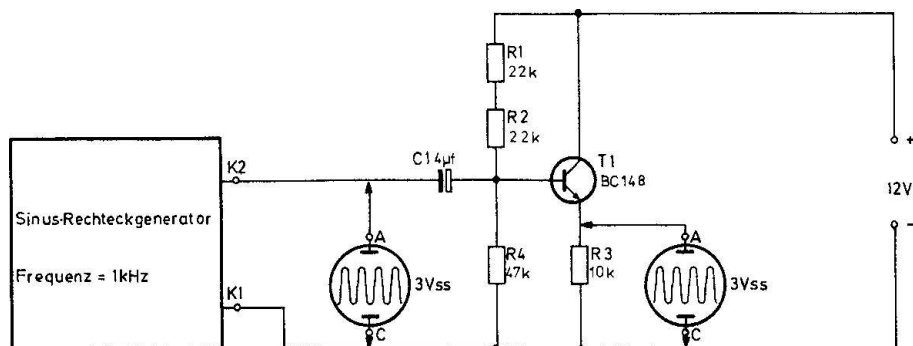 R1
22k
R2
22k
C1 4µf
T1
BC148
K2
Sinus-Rechteckgenerator
Frequenz = 1kHz
K1
A
3Vss
C
R4
47k
R3
10k
A
3Vss
C
+
12V
-